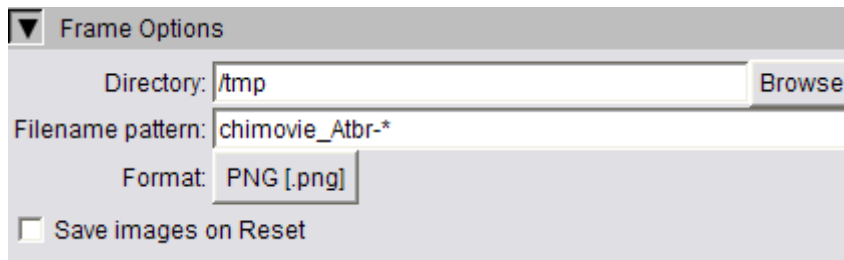 Frame Options
Directory: /tmp Browse
Filename pattern: chimovie_Atbr-*
Format: PNG [.png]
Save images on Reset